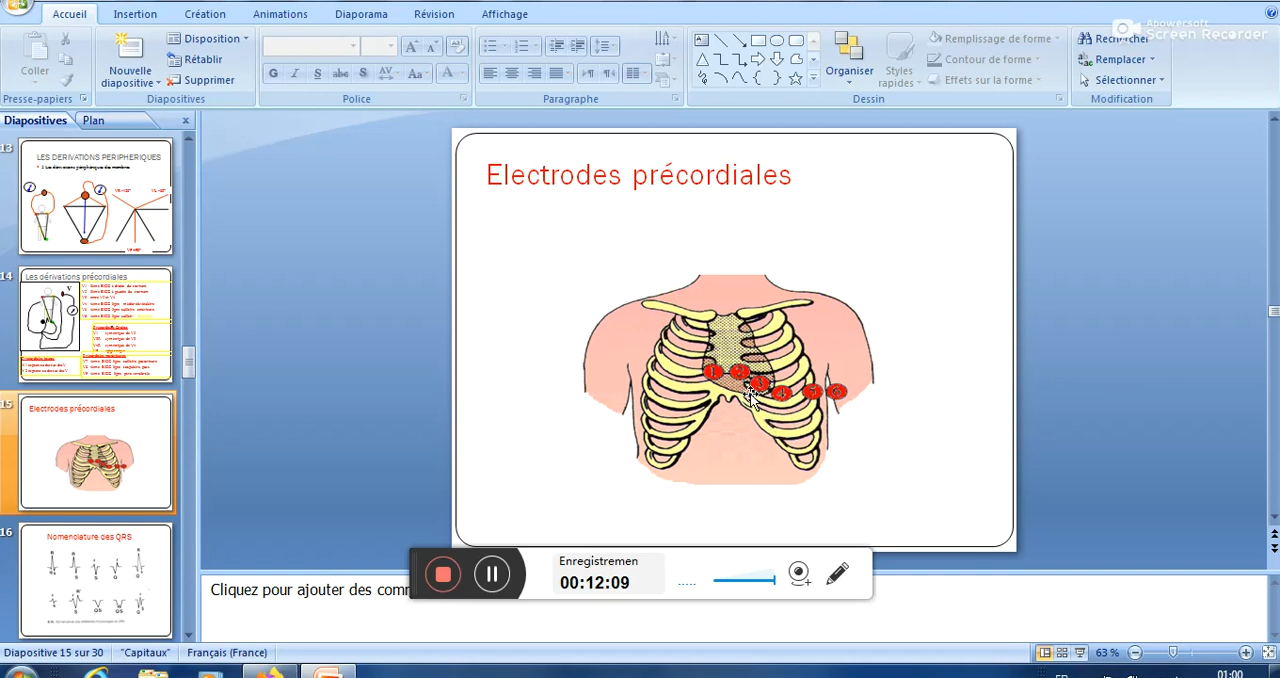 Accueil Insertion Création Animations Diaporama Révision Affichage
Apowersoft
Screen Recorder
Coller
Nouvelle
diapositive
Disposition
Rétablir
Supprimer
G I S abc S AV Aa A
Organiser
Styles
rapides
Remplissage de forme
Contour de forme
Effets sur la forme
Rechercher
Remplacer
Sélectionner
Presse-papiers Diapositives Police Paragraphe Dessin Modification
Diapositives Plan
13
LES DERIVATIONS PERIPHERIQUES
14
Les dérivations précordiales
15
Electrodes précordiales
16
Nomenclature des QRS
Electrodes précordiales
1 2 3 4 5 6
Enregistremen
00:12:09
Cliquez pour ajouter des com
Diapositive 15 sur 30 "Capitaux" Français (France) 63 %
01:00